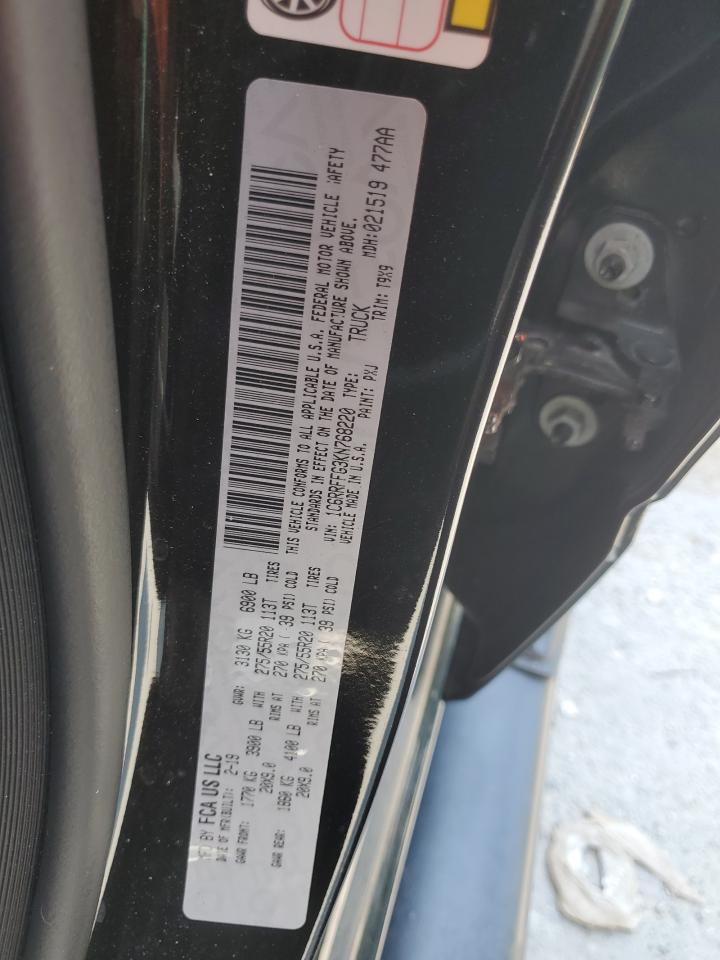 MFD BY FCA US LLC
DATE OF MFR(BUILT): 2-19 GVWR: 3130 KG 6900 LB
GAWR FRONT: 1770 KG 3900 LB WITH 275/55R20 113T TIRES
20X9.0 RIMS AT 270 KPA( 39 PSI) COLD
GAWR REAR: 1860 KG 4100 LB WITH 275/55R20 113T TIRES
20X9.0 RIMS AT 270 KPA( 39 PSI) COLD
THIS VEHICLE CONFORMS TO ALL APPLICABLE U.S.A. FEDERAL MOTOR VEHICLE SAFETY
STANDARDS IN EFFECT ON THE DATE OF MANUFACTURE SHOWN ABOVE.
VIN: 1C6RRFFG3KN768220 TYPE: TRUCK MDH:021519 477AA
VEHICLE MADE IN U.S.A. PAINT: PXJ TRIM: T9X9